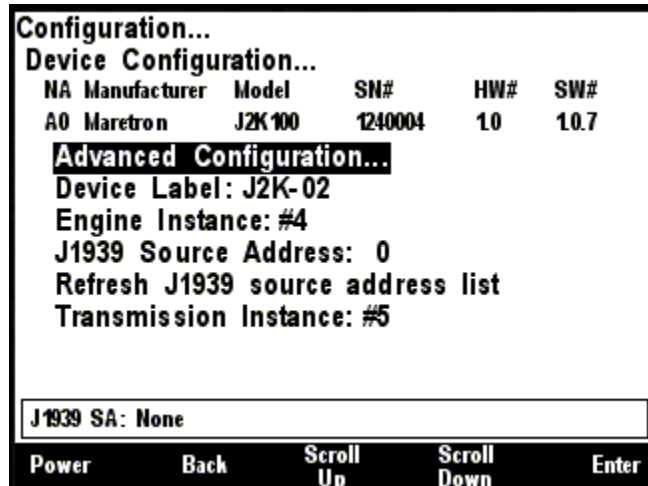 Configuration...
Device Configuration...
NA Manufacturer Model SN# HW# SW#
A0 Maretron J2K100 1240004 1.0 1.0.7
Advanced Configuration...
Device Label: J2K-02
Engine Instance: #4
J1939 Source Address: 0
Refresh J1939 source address list
Transmission Instance: #5
J1939 SA: None
Power Back Scroll Up Scroll Down Enter